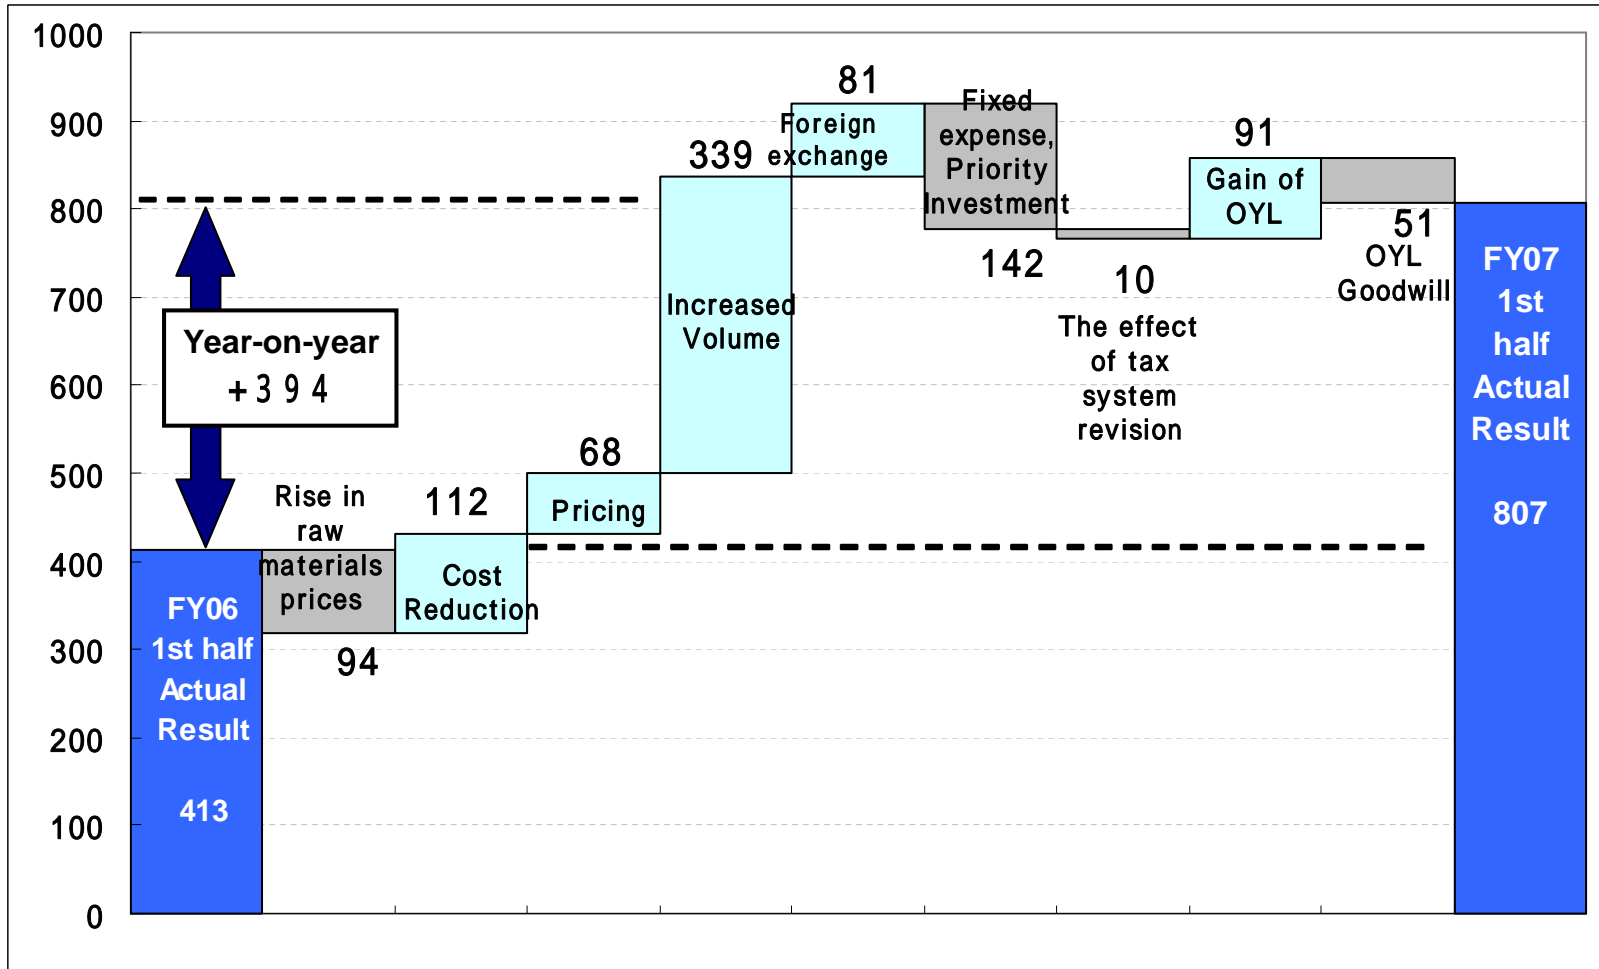 1000
900
800
700
600
500
400
300
200
100
0
Year-on-year
+394
FY06
1st half
Actual
Result
413
Rise in
raw
materials
prices
94
112
Cost
Reduction
68
Pricing
339
Increased
Volume
81
Foreign
exchange
Fixed
expense,
Priority
Investment
142
10
The effect
of tax
system
revision
91
Gain of
OYL
51
OYL
Goodwill
FY07
1st
half
Actual
Result
807